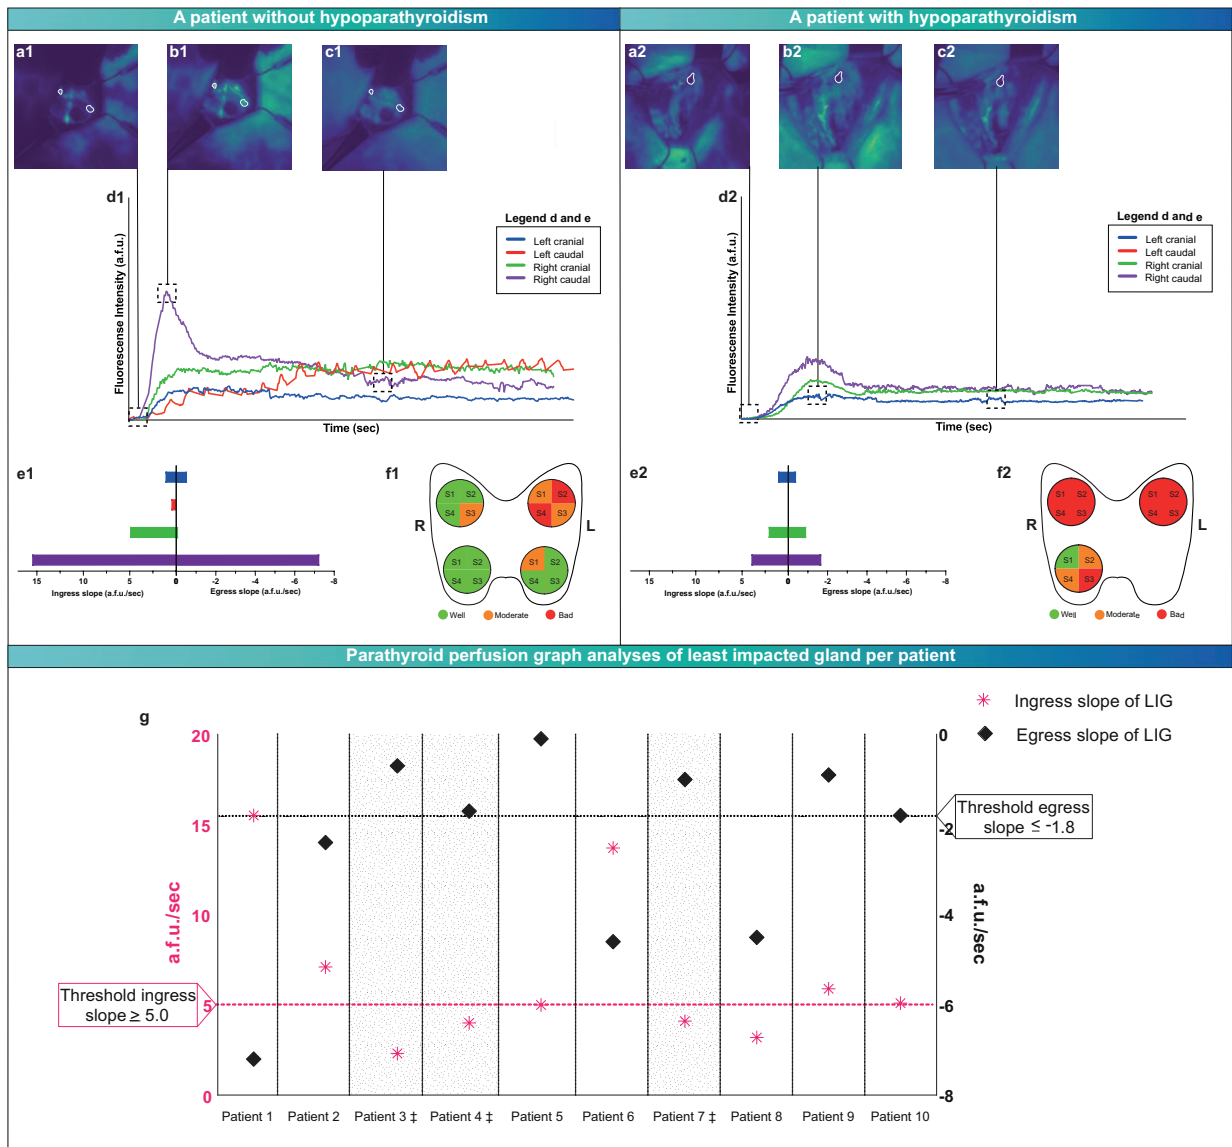 A patient without hypoparathyroidism
a1
b1
c1
d1
Fluorescense Intensity (a.f.u.)
Time (sec)
Legend d and e
Left cranial
Left caudal
Right cranial
Right caudal
e1
15 10 5 0 -2 -4 -6 -8
Ingress slope (a.f.u./sec) Egress slope (a.f.u./sec)
f1
R L
S1 S2 S1 S2
S4 S3 S4 S3
S1 S2 S1 S2
S4 S3 S4 S3
Well Moderate Bad
A patient with hypoparathyroidism
a2
b2
c2
d2
Fluorescense Intensity (a.f.u.)
Time (sec)
Legend d and e
Left cranial
Left caudal
Right cranial
Right caudal
e2
15 10 5 0 -2 -4 -6 -8
Ingress slope (a.f.u./sec) Egress slope (a.f.u./sec)
f2
R L
S1 S2 S1 S2
S4 S3 S4 S3
S1 S2
S4 S3
Well Moderate Bad
Parathyroid perfusion graph analyses of least impacted gland per patient
g
Ingress slope of LIG
Egress slope of LIG
20
15
10
5
0
a.f.u./sec
Threshold ingress
slope ≥ 5.0
0
-2
-4
-6
-8
a.f.u./sec
Threshold egress
slope ≤ -1.8
Patient 1 Patient 2 Patient 3 ‡ Patient 4 ‡ Patient 5 Patient 6 Patient 7 ‡ Patient 8 Patient 9 Patient 10